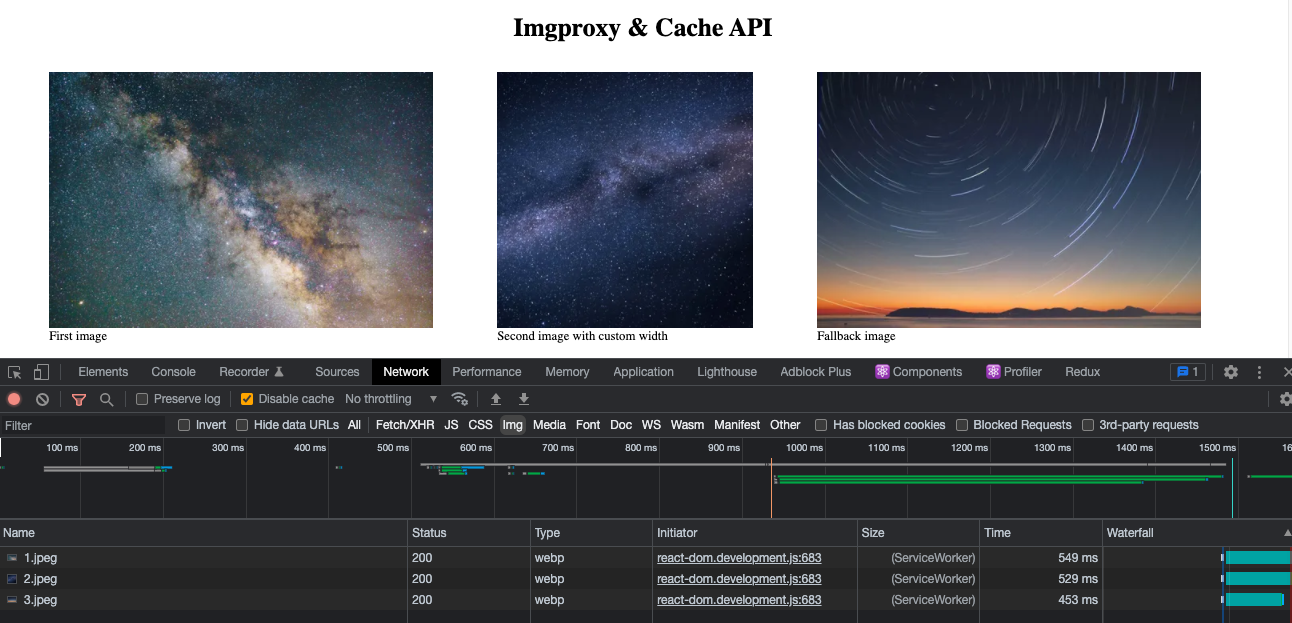 Imgproxy & Cache API
First image
Second image with custom width
Fallback image
Elements Console Recorder Sources Network Performance Memory Application Lighthouse Adblock Plus Components Profiler Redux 1
Preserve log Disable cache No throttling
Filter Invert Hide data URLs All Fetch/XHR JS CSS Img Media Font Doc WS Wasm Manifest Other Has blocked cookies Blocked Requests 3rd-party requests
100 ms 200 ms 300 ms 400 ms 500 ms 600 ms 700 ms 800 ms 900 ms 1000 ms 1100 ms 1200 ms 1300 ms 1400 ms 1500 ms 16
Name Status Type Initiator Size Time Waterfall
1.jpeg 200 webp react-dom.development.js:683 (ServiceWorker) 549 ms
2.jpeg 200 webp react-dom.development.js:683 (ServiceWorker) 529 ms
3.jpeg 200 webp react-dom.development.js:683 (ServiceWorker) 453 ms